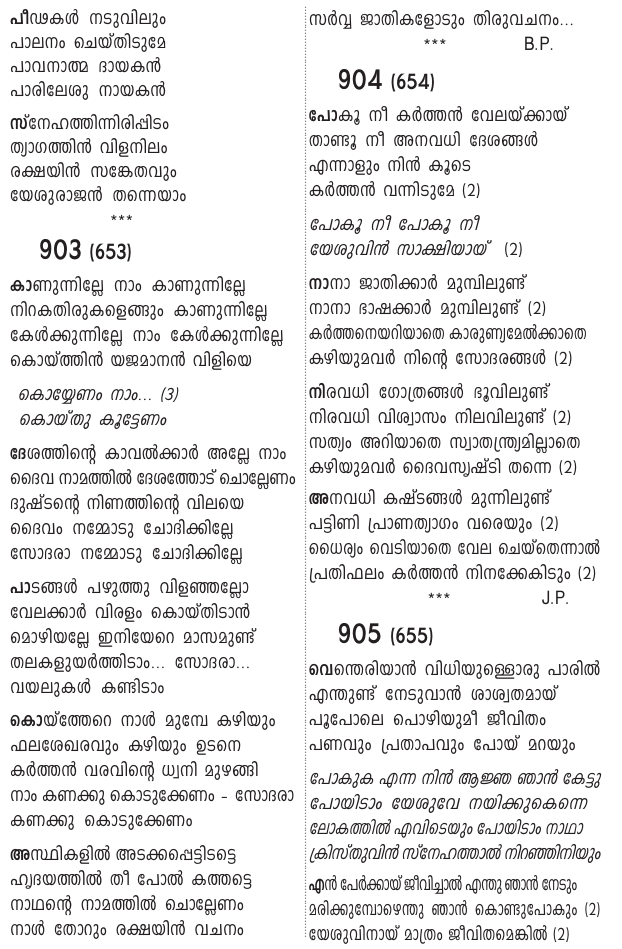 പീഢകൾ നടുവിലും
പാലനം ചെയ്തിടുമേ
പാവനാത്മ ദായകൻ
പാരിലേശു നായകൻ
സ്നേഹത്തിന്നിരിപ്പിടം
ത്യാഗത്തിൻ വിളനിലം
രക്ഷയിൻ സങ്കേതവും
യേശുരാജൻ തന്നെയാം
***
903 (653)
കാണുന്നില്ലേ നാം കാണുന്നില്ലേ
നിറകതിരുകളെങ്ങും കാണുന്നില്ലേ
കേൾക്കുന്നില്ലേ നാം കേൾക്കുന്നില്ലേ
കൊയ്ത്തിൻ യജമാനൻ വിളിയെ
കൊയ്യേണം നാം... (3)
കൊയ്തു കൂട്ടേണം
ദേശത്തിന്റെ കാവൽക്കാർ അല്ലേ നാം
ദൈവ നാമത്തിൽ ദേശത്തോട് ചൊല്ലേണം
ദുഷ്ടന്റെ നിണത്തിന്റെ വിലയെ
ദൈവം നമ്മോടു ചോദിക്കില്ലേ
സോദരാ നമ്മോടു ചോദിക്കില്ലേ
പാടങ്ങൾ പഴുത്തു വിളഞ്ഞല്ലോ
വേലക്കാർ വിരളം കൊയ്തിടാൻ
മൊഴിയല്ലേ ഇനിയേറെ മാസമുണ്ട്
തലകളുയർത്തിടാം... സോദരാ...
വയലുകൾ കണ്ടിടാം
കൊയ്ത്തേറെ നാൾ മുമ്പേ കഴിയും
ഫലശേഖരവും കഴിയും ഉടനെ
കർത്തൻ വരവിന്റെ ധ്വനി മുഴങ്ങി
നാം കണക്കു കൊടുക്കേണം – സോദരാ
കണക്കു കൊടുക്കേണം
അസ്ഥികളിൽ അടക്കപ്പെട്ടിടട്ടെ
ഹൃദയത്തിൽ തീ പോൽ കത്തട്ടെ
നാഥന്റെ നാമത്തിൽ ചൊല്ലേണം
നാൾ തോറും രക്ഷയിൻ വചനം
സർവ്വ ജാതികളോടും തിരുവചനം...
*** B.P.
904 (654)
പോകൂ നീ കർത്തൻ വേലയ്ക്കായ്
താണ്ടൂ നീ അനവധി ദേശങ്ങൾ
എന്നാളും നിൻ കൂടെ
കർത്തൻ വന്നിടുമേ (2)
പോകൂ നീ പോകൂ നീ
യേശുവിൻ സാക്ഷിയായ് (2)
നാനാ ജാതിക്കാർ മുമ്പിലുണ്ട്
നാനാ ഭാഷക്കാർ മുമ്പിലുണ്ട് (2)
കർത്തനെയറിയാതെ കാരുണ്യമേൽക്കാതെ
കഴിയുമവർ നിന്റെ സോദരങ്ങൾ (2)
നിരവധി ഗോത്രങ്ങൾ ഭൂവിലുണ്ട്
നിരവധി വിശ്വാസം നിലവിലുണ്ട് (2)
സത്യം അറിയാതെ സ്വാതന്ത്ര്യമില്ലാതെ
കഴിയുമവർ ദൈവസൃഷ്ടി തന്നെ (2)
അനവധി കഷ്ടങ്ങൾ മുന്നിലുണ്ട്
പട്ടിണി പ്രാണത്യാഗം വരെയും (2)
ധൈര്യം വെടിയാതെ വേല ചെയ്തെന്നാൽ
പ്രതിഫലം കർത്തൻ നിനക്കേകിടും (2)
*** J.P.
905 (655)
വെന്തെരിയാൻ വിധിയുള്ളൊരു പാരിൽ
എന്തുണ്ട് നേടുവാൻ ശാശ്വതമായ്
പൂപോലെ പൊഴിയുമീ ജീവിതം
പണവും പ്രതാപവും പോയ് മറയും
പോകുക എന്ന നിൻ ആജ്ഞ ഞാൻ കേട്ടു
പോയിടാം യേശുവേ നയിക്കുകെന്നെ
ലോകത്തിൽ എവിടെയും പോയിടാം നാഥാ
ക്രിസ്തുവിൻ സ്നേഹത്താൽ നിറഞ്ഞിനിയും
എൻ പേർക്കായ് ജീവിച്ചാൽ എന്തു ഞാൻ നേടും
മരിക്കുമ്പോഴെന്തു ഞാൻ കൊണ്ടുപോകും (2)
യേശുവിനായ് മാത്രം ജീവിതമെങ്കിൽ (2)